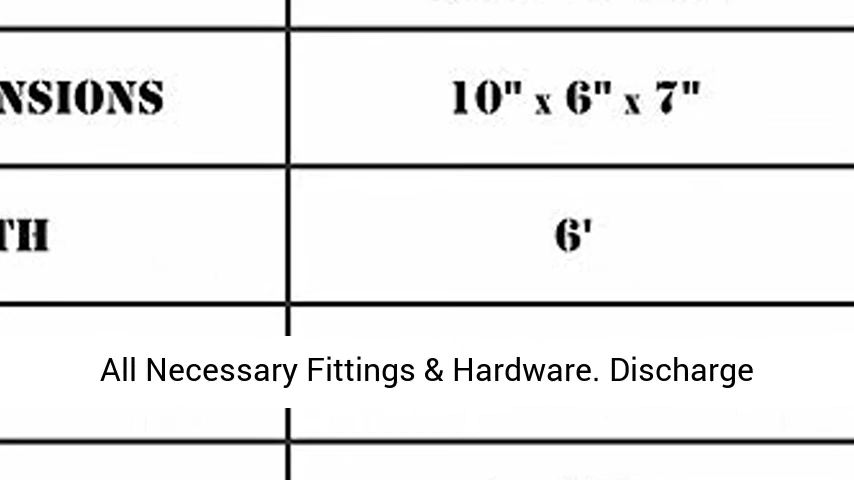 NSIONS 10" x 6" x 7"
TH 6'
All Necessary Fittings & Hardware. Discharge